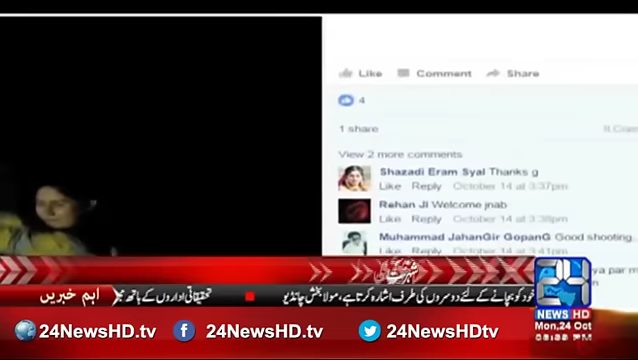 Like Comment Share
4
1 share
View 2 more comments
Shazadi Eram Syal Thanks g
Like Reply October 14 at 3:37pm
Rehan JI Welcome jnab
Like Reply October 14 at 3:38pm
Muhammad JahanGir GopanG Good shooting
Like Reply October 14 at 3:41pm
ya par m
24
NEWS HD
Mon,24 Oct
اہم خبریں
تحقیقاتی اداروں کے ہاتھ
خود کو بچانے کے لئے دوسروں کی طرف اشارہ کرتا ہے، مولا بخش چانڈیو
24NewsHD.tv 24NewsHDtv 24NewsHDtv